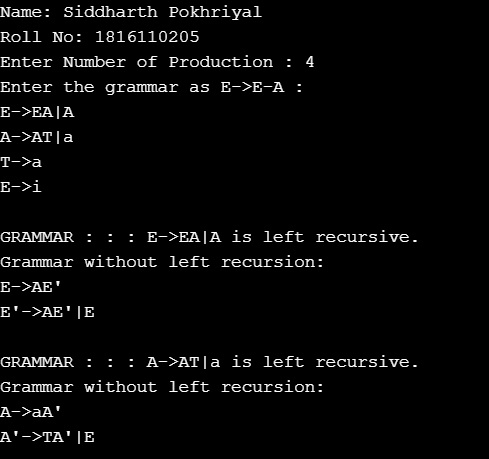 Name: Siddharth Pokhriyal
Roll No: 1816110205
Enter Number of Production : 4
Enter the grammar as E->E-A :
E->EA|A
A->AT|a
T->a
E->i
GRAMMAR : : : E->EA|A is left recursive.
Grammar without left recursion:
E->AE'
E'->AE'|E
GRAMMAR : : : A->AT|a is left recursive.
Grammar without left recursion:
A->aA'
A'->TA'|E